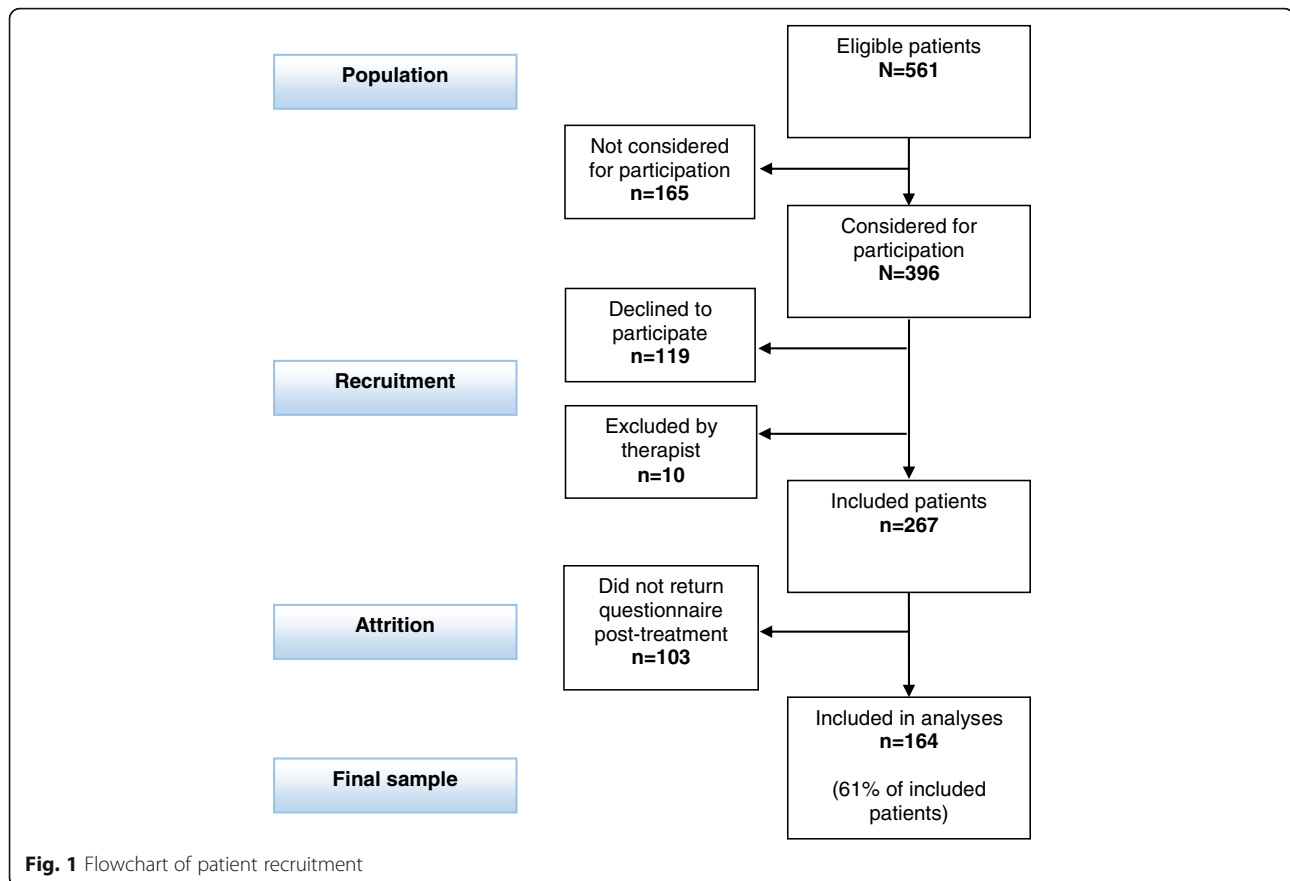 Eligible patients
N=561
Population
Not considered
for participation
n=165
Considered for
participation
N=396
Declined to
participate
n=119
Recruitment
Excluded by
therapist
n=10
Included patients
n=267
Did not return
questionnaire
post-treatment
n=103
Attrition
Included in analyses
n=164
(61% of included
patients)
Final sample
Fig. 1 Flowchart of patient recruitment